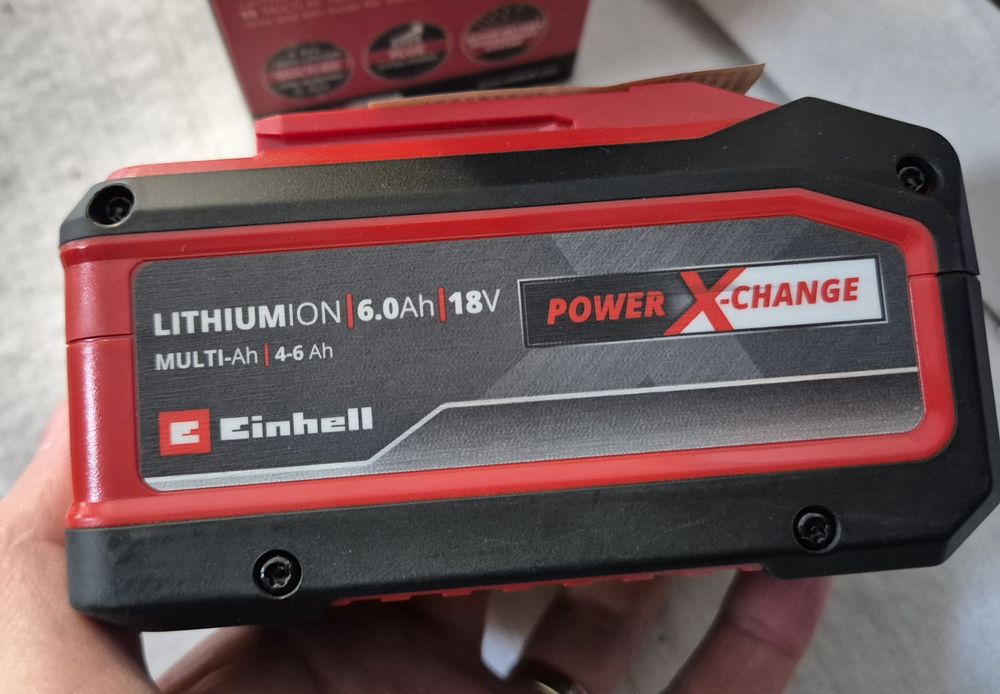 LITHIUMION|6.0Ah|18V
MULTI-Ah|4-6 Ah
POWER X-CHANGE
E Einhell